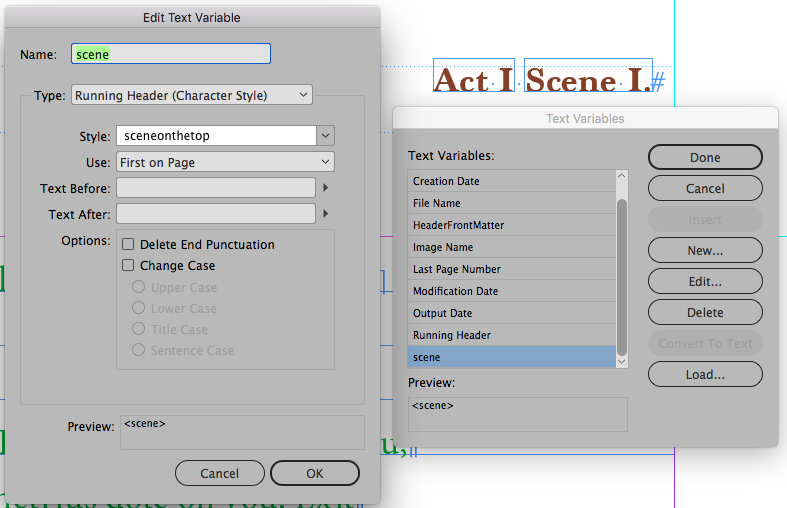 Edit Text Variable
Name: scene
Type: Running Header (Character Style)
Style: sceneonthetop
Use: First on Page
Text Before:
Text After:
Options:
Delete End Punctuation
Change Case
Upper Case
Lower Case
Title Case
Sentence Case
Preview: <scene>
Cancel
OK
Act I Scene I.#
Text Variables
Text Variables:
Creation Date
File Name
HeaderFrontMatter
Image Name
Last Page Number
Modification Date
Output Date
Running Header
scene
Preview:
<scene>
Done
Cancel
Insert
New...
Edit...
Delete
Convert To Text
Load...